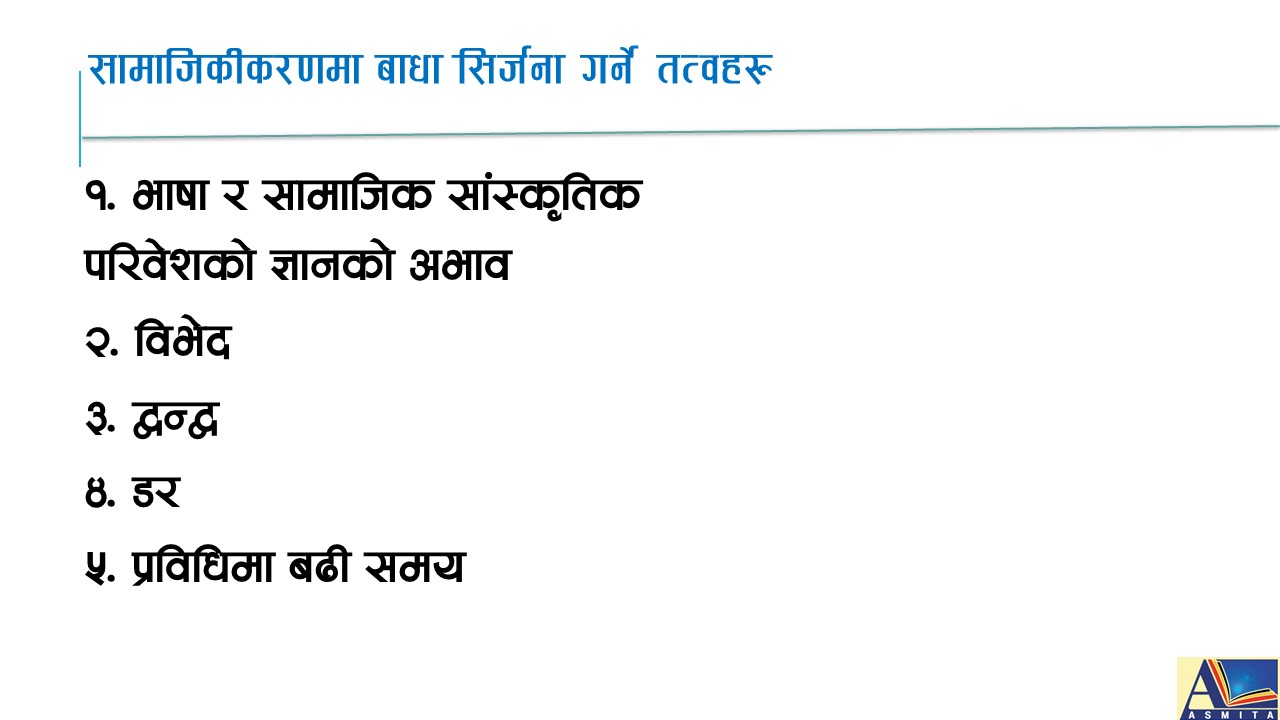 सामाजिकीकरणमा बाधा सिर्जना गर्ने तत्वहरू
१. भाषा र सामाजिक सांस्कृतिक
परिवेशको ज्ञानको अभाव
२. विभेद
३. द्वन्द्व
४. डर
५. प्रविधिमा बढी समय
ASMITA